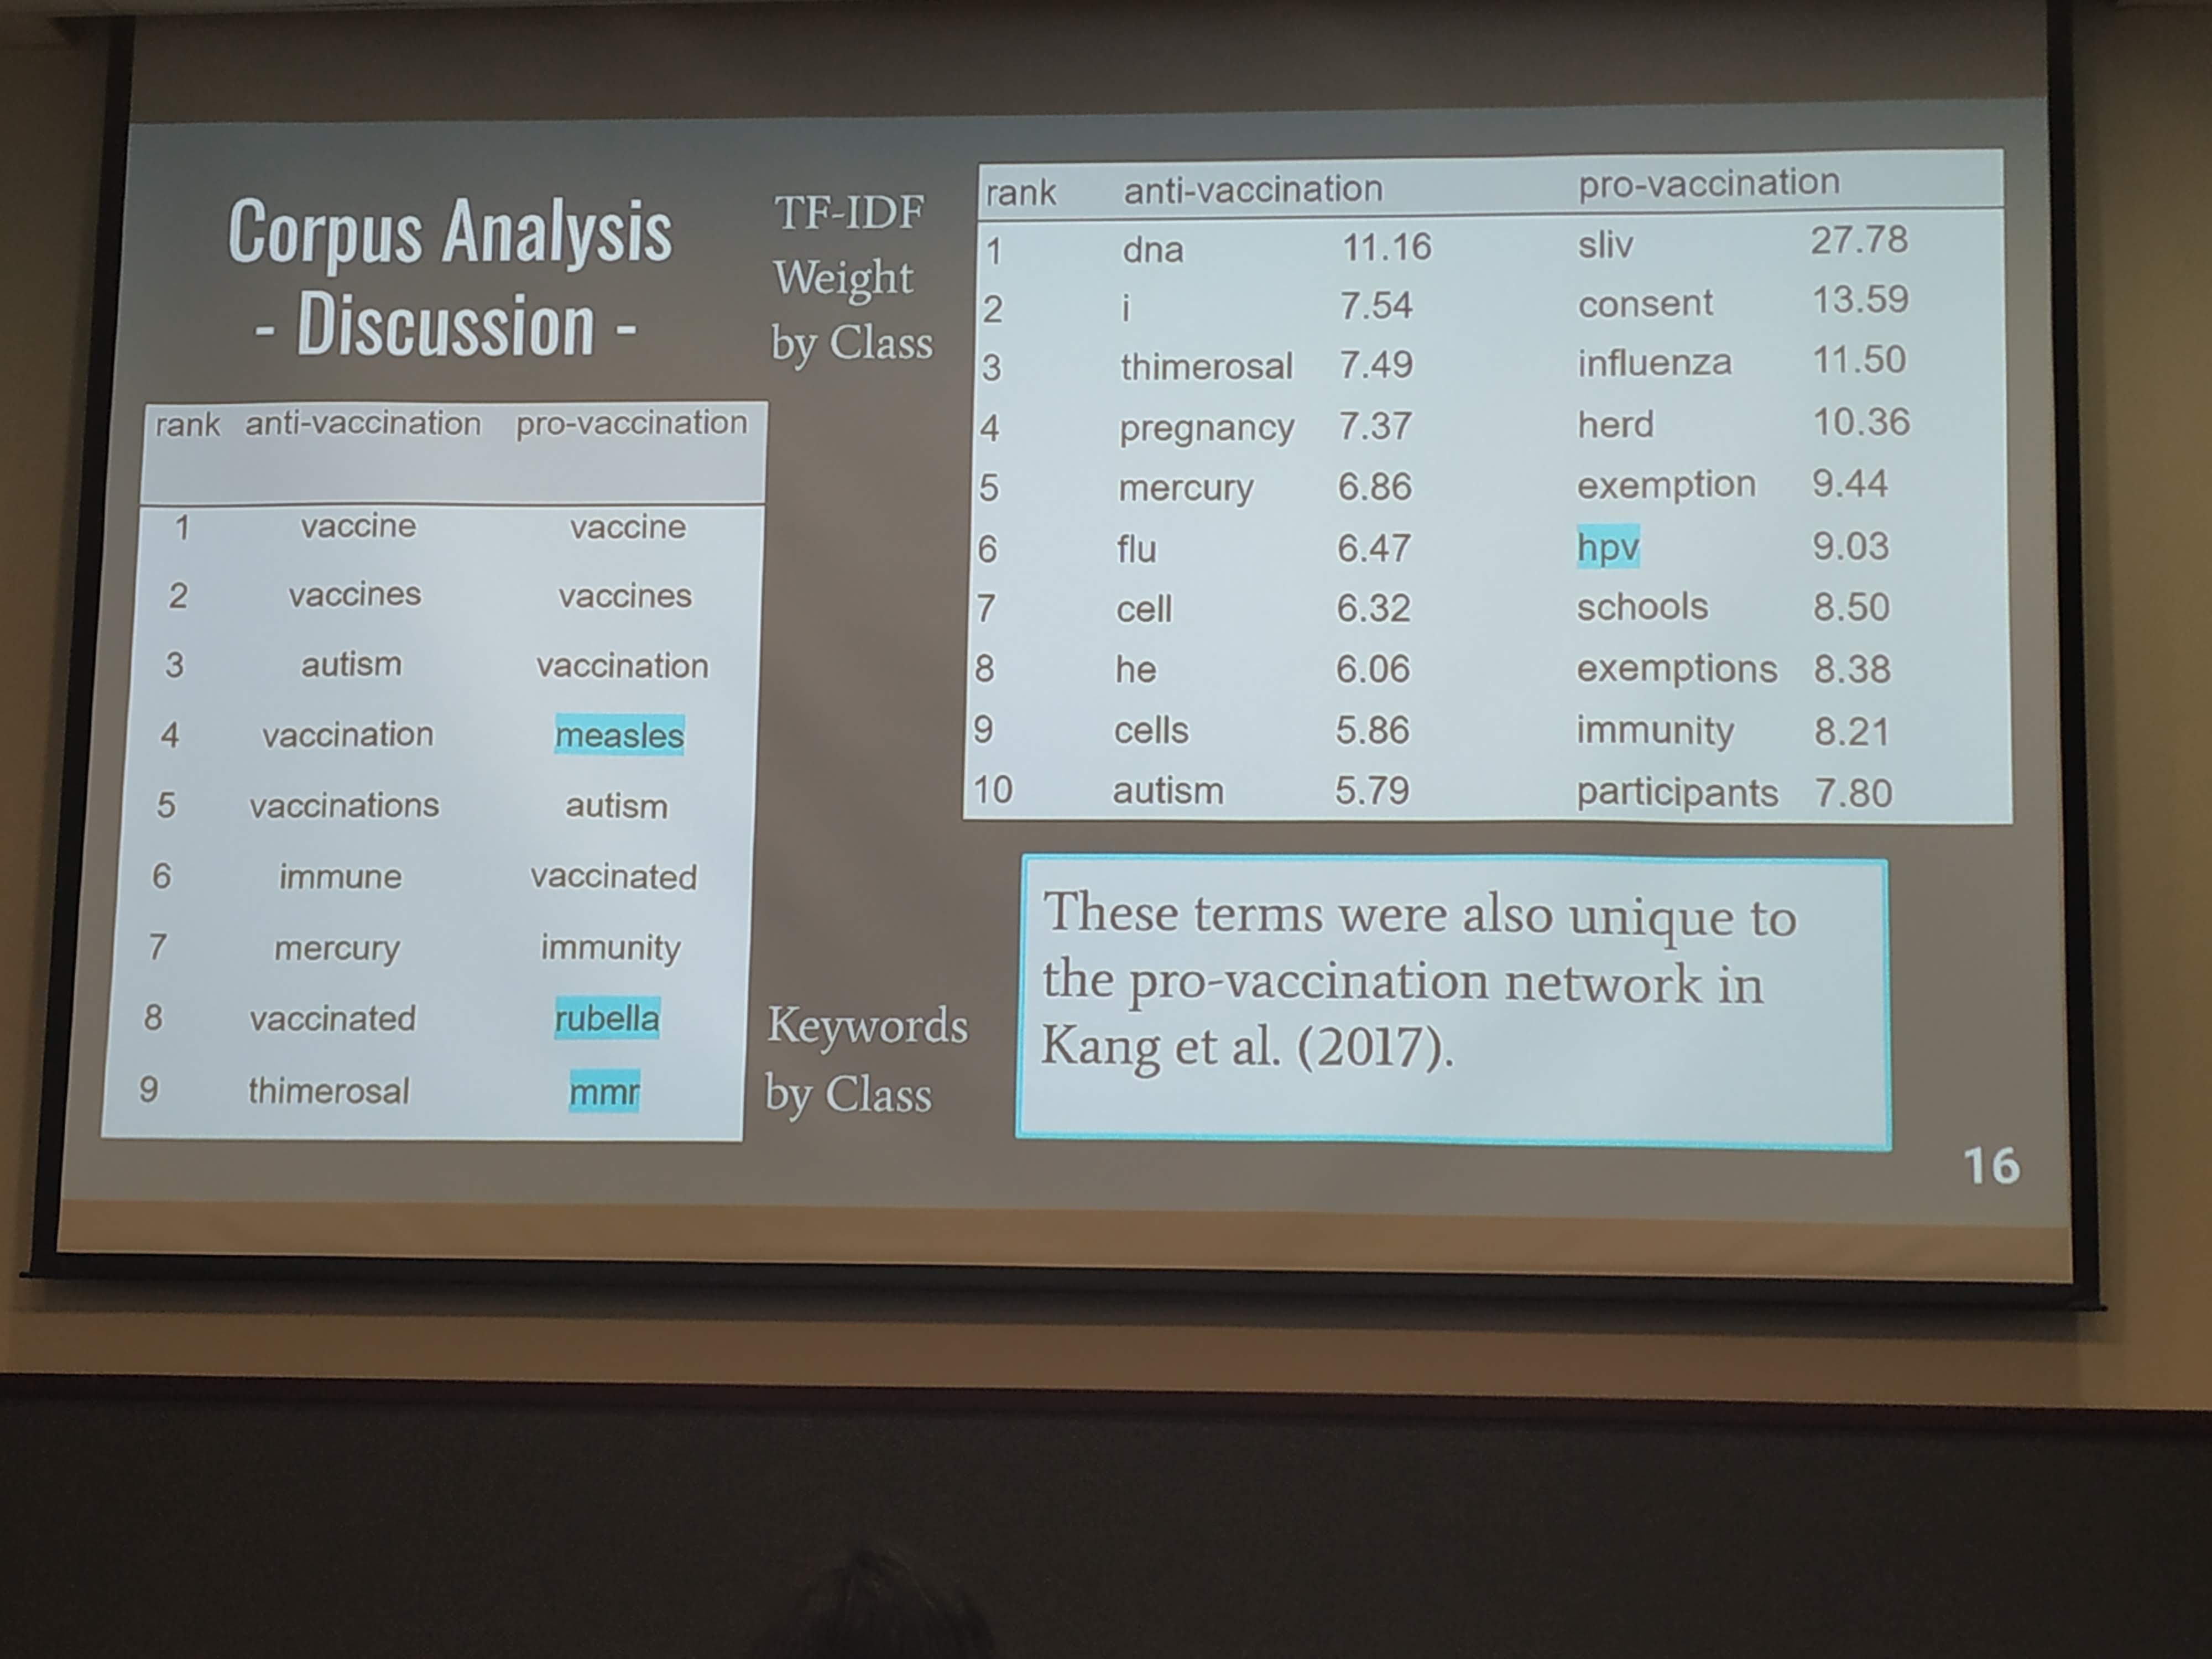 Corpus Analysis
- Discussion -
TF-IDF
Weight
by Class
rank anti-vaccination pro-vaccination
1 dna 11.16 sliv 27.78
2 i 7.54 consent 13.59
3 thimerosal 7.49 influenza 11.50
4 pregnancy 7.37 herd 10.36
5 mercury 6.86 exemption 9.44
6 flu 6.47 hpv 9.03
7 cell 6.32 schools 8.50
8 he 6.06 exemptions 8.38
9 cells 5.86 immunity 8.21
10 autism 5.79 participants 7.80
rank anti-vaccination pro-vaccination
1 vaccine vaccine
2 vaccines vaccines
3 autism vaccination
4 vaccination measles
5 vaccinations autism
6 immune vaccinated
7 mercury immunity
8 vaccinated rubella
9 thimerosal mmr
Keywords
by Class
These terms were also unique to
the pro-vaccination network in
Kang et al. (2017).
16